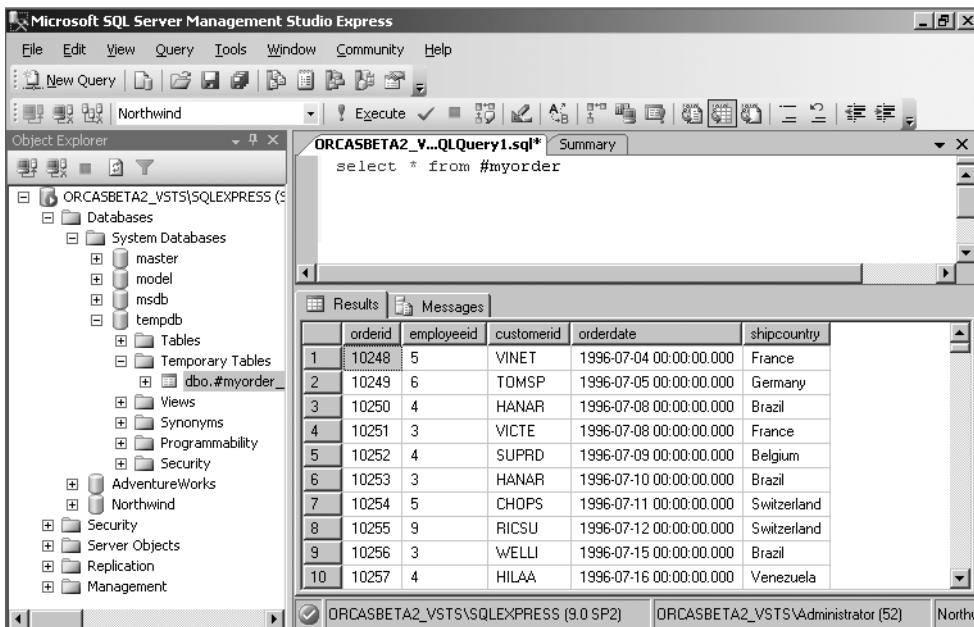 Microsoft SQL Server Management Studio Express
File Edit View Query Tools Window Community Help
New Query
Northwind Execute
Object Explorer
ORCASBETA2_VSTS\SQLEXPRESS (S
Databases
System Databases
master
model
msdb
tempdb
Tables
Temporary Tables
dbo.#myorder_
Views
Synonyms
Programmability
Security
AdventureWorks
Northwind
Security
Server Objects
Replication
Management
ORCASBETA2_V...QLQuery1.sql* Summary
select * from #myorder
Results Messages
orderid employeeid customerid orderdate shipcountry
1 10248 5 VINET 1996-07-04 00:00:00.000 France
2 10249 6 TOMSP 1996-07-05 00:00:00.000 Germany
3 10250 4 HANAR 1996-07-08 00:00:00.000 Brazil
4 10251 3 VICTE 1996-07-08 00:00:00.000 France
5 10252 4 SUPRD 1996-07-09 00:00:00.000 Belgium
6 10253 3 HANAR 1996-07-10 00:00:00.000 Brazil
7 10254 5 CHOPS 1996-07-11 00:00:00.000 Switzerland
8 10255 9 RICSU 1996-07-12 00:00:00.000 Switzerland
9 10256 3 WELLI 1996-07-15 00:00:00.000 Brazil
10 10257 4 HILAA 1996-07-16 00:00:00.000 Venezuela
ORCASBETA2_VSTS\SQLEXPRESS (9.0 SP2) ORCASBETA2_VSTS\Administrator (52) Northw